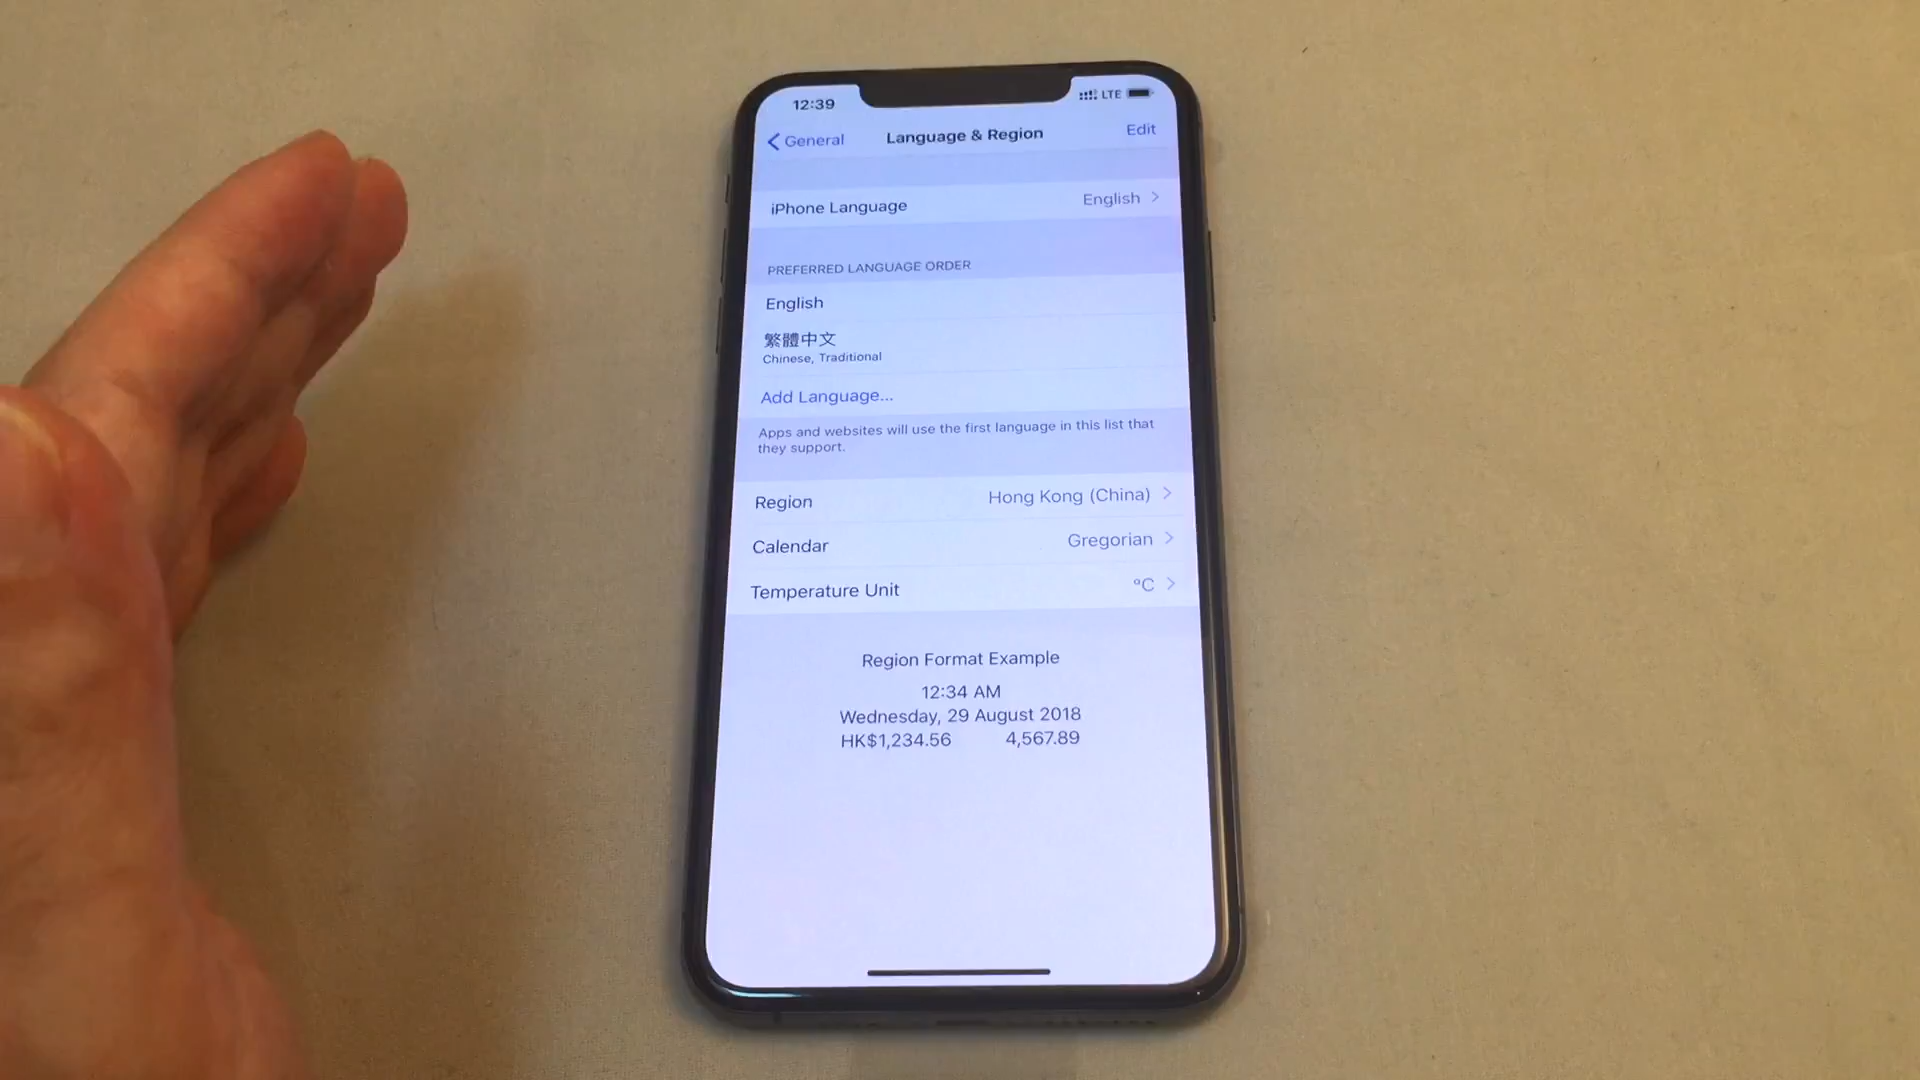 12:39 LTE
General Language & Region Edit
iPhone Language English
PREFERRED LANGUAGE ORDER
English
繁體中文
Chinese, Traditional
Add Language...
Apps and websites will use the first language in this list that
they support.
Region Hong Kong (China)
Calendar Gregorian
Temperature Unit °C
Region Format Example
12:34 AM
Wednesday, 29 August 2018
HK$1,234.56 4,567.89